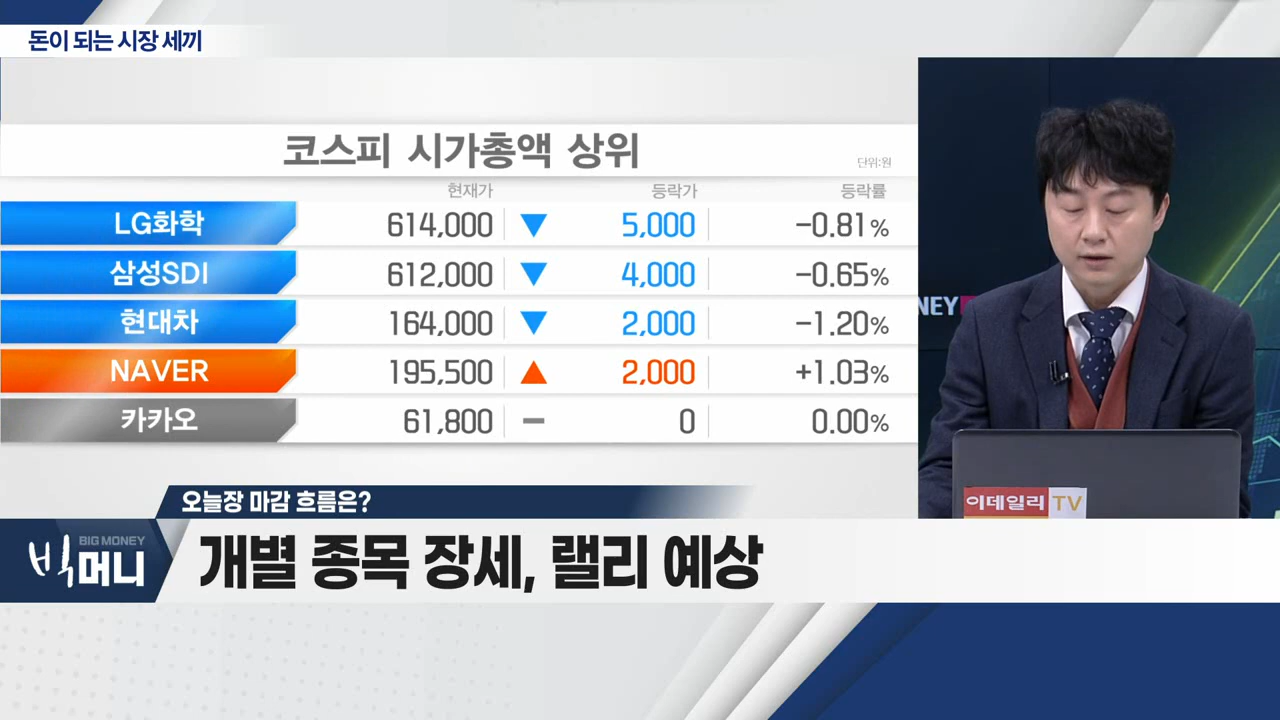 돈이 되는 시장 세끼
코스피 시가총액 상위
단위:원
현재가 등락가 등락률
LG화학 614,000 ▼ 5,000 -0.81%
삼성SDI 612,000 ▼ 4,000 -0.65%
현대차 164,000 ▼ 2,000 -1.20%
NAVER 195,500 ▲ 2,000 +1.03%
카카오 61,800 - 0 0.00%
NEY
이데일리 TV
오늘장 마감 흐름은?
BIG MONEY
빅머니
개별 종목 장세, 랠리 예상